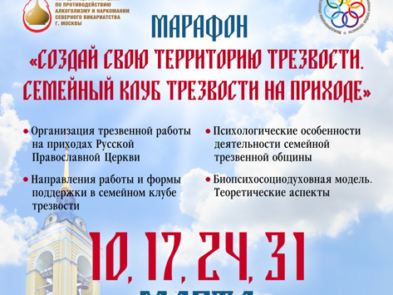 ПО ПРОТИВОДЕЙСТВИЮ
АЛКОГОЛИЗМУ И НАРКОМАНИИ
СЕВЕРНОГО ВИКАРИАТСТВА
Г. МОСКВЫ
МАРАФОН
«СОЗДАЙ СВОЮ ТЕРРИТОРИЮ ТРЕЗВОСТИ.
СЕМЕЙНЫЙ КЛУБ ТРЕЗВОСТИ НА ПРИХОДЕ»
• Организация трезвенной работы
на приходах Русской
Православной Церкви
• Направления работы и формы
поддержки в семейном клубе
трезвости
• Психологические особенности
деятельности семейной
трезвенной общины
• Биопсихосоциодуховная модель.
Теоретические аспекты
10, 17, 24, 31
МАРТА